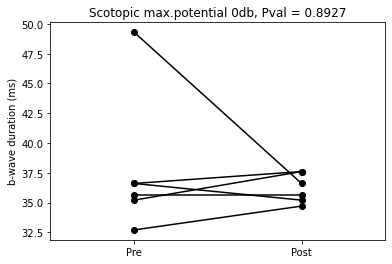 Scotopic max.potential 0db, Pval = 0.8927
b-wave duration (ms)
50.0
47.5
45.0
42.5
40.0
37.5
35.0
32.5
Pre Post